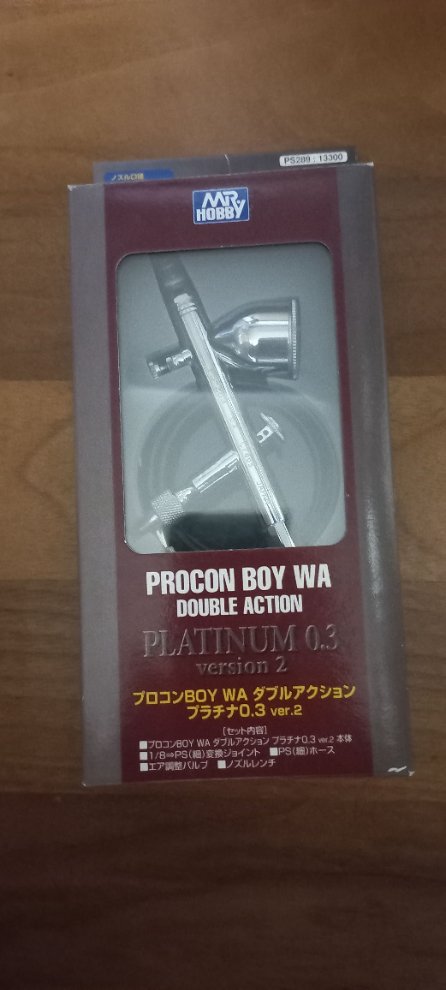 ノズル口径
PS289 : 13300
MR.
HOBBY
PROCON BOY WA
DOUBLE ACTION
PLATINUM 0.3
version 2
プロコンBOY WA ダブルアクション
プラチナ0.3 ver.2
[セット内容]
■プロコンBOY WA ダブルアクション プラチナ0.3 ver.2 本体
■1/8⇒PS(細)変換ジョイント ■PS(細)ホース
■エア調整バルブ ■ノズルレンチ